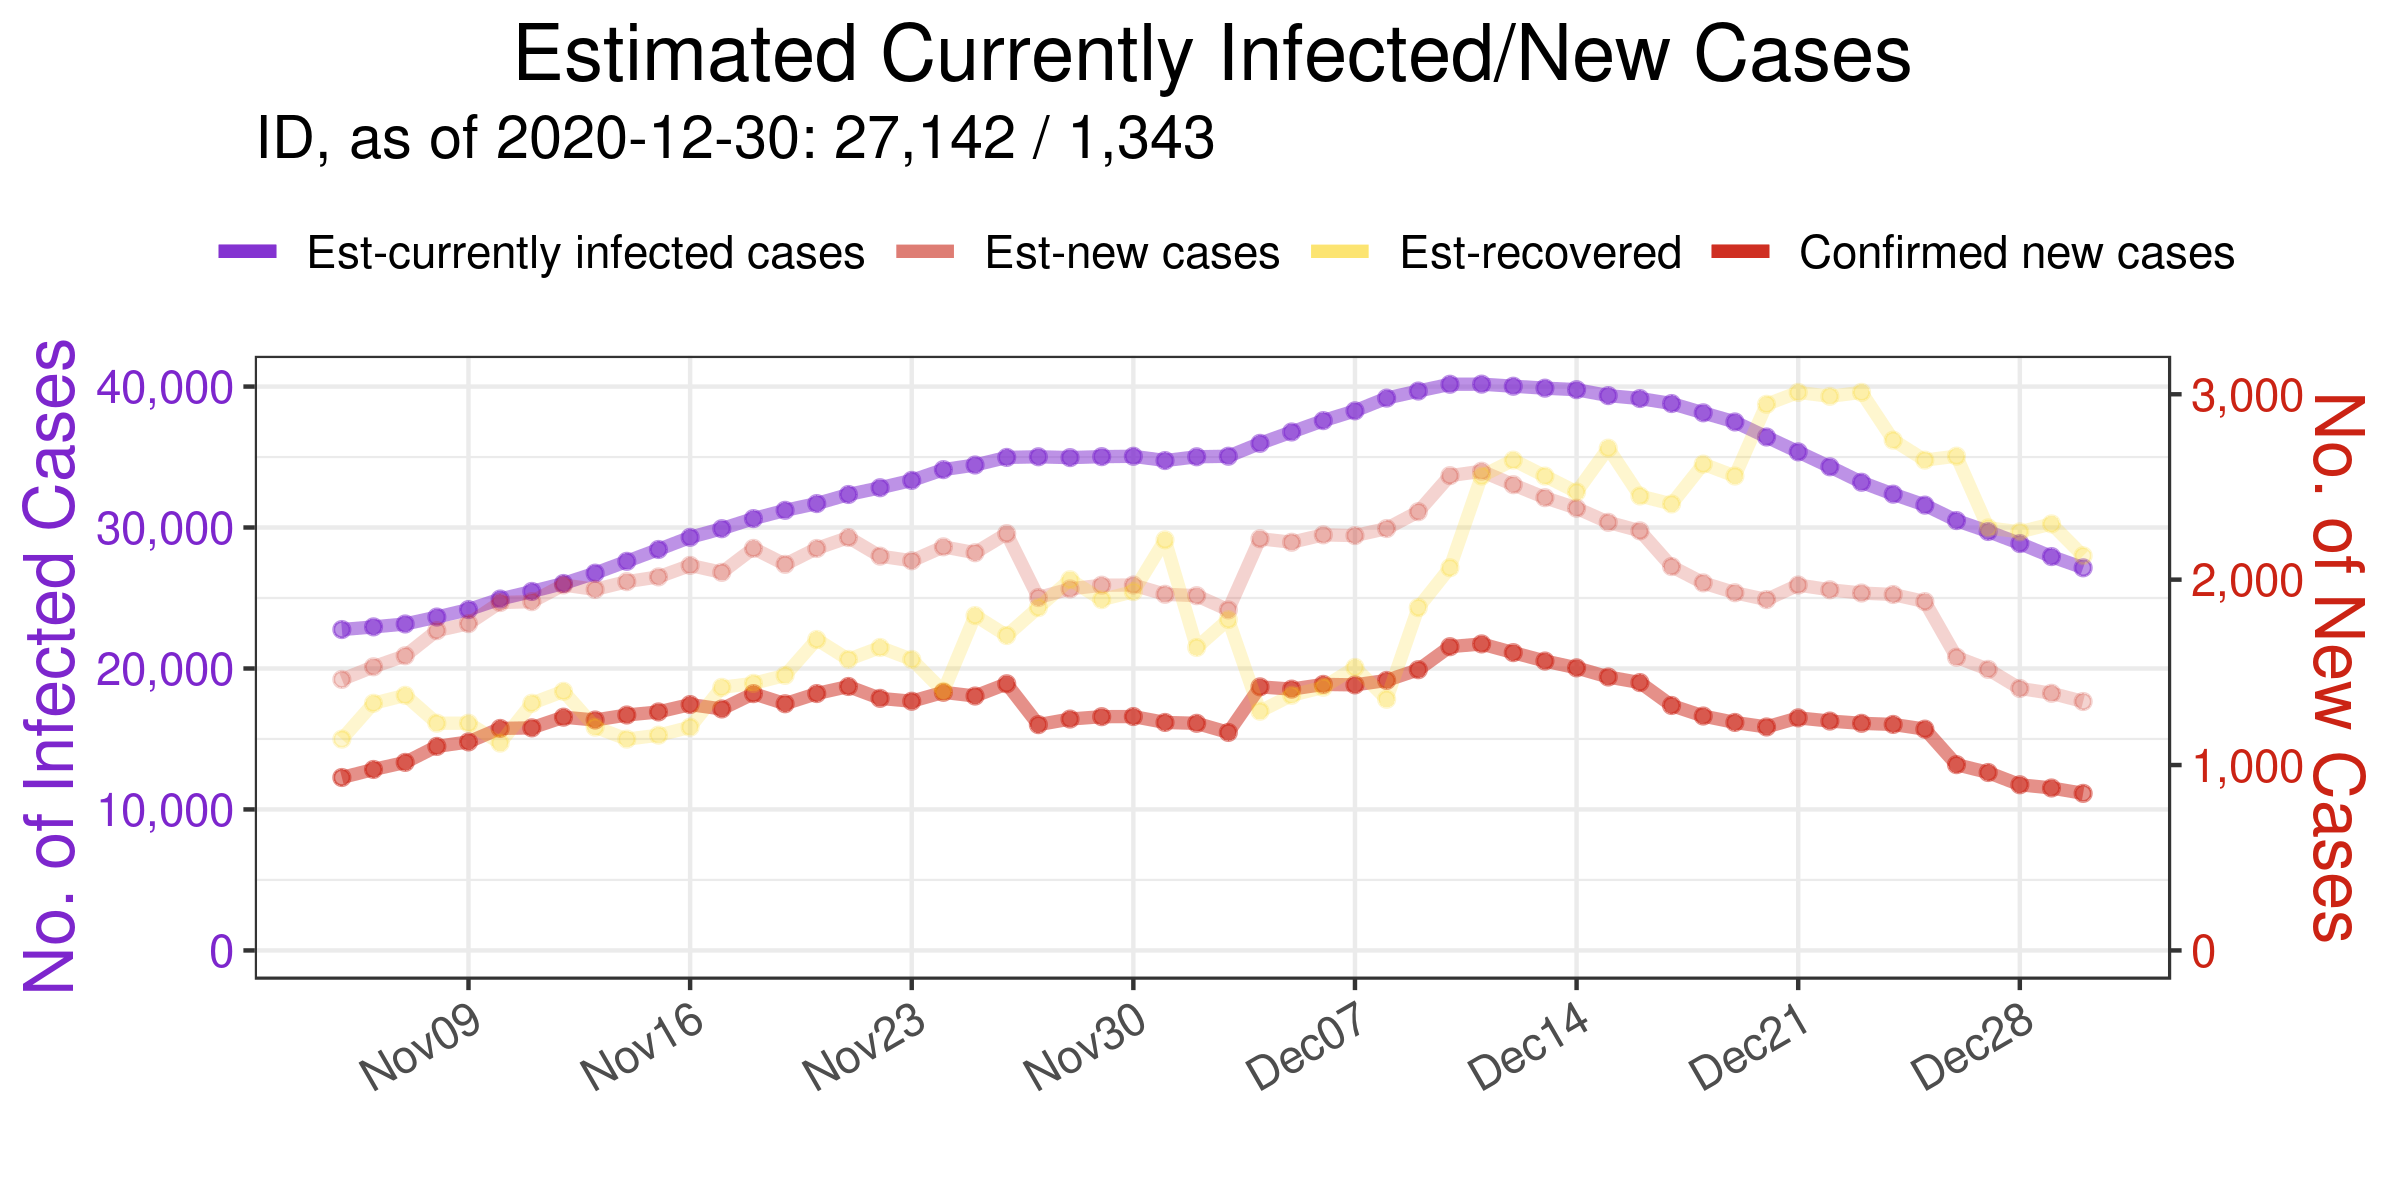 Estimated Currently Infected/New Cases
ID, as of 2020-12-30: 27,142 / 1,343
Est-currently infected cases Est-new cases Est-recovered Confirmed new cases
No. of Infected Cases
40,000
30,000
20,000
10,000
0
3,000
2,000
1,000
0
No. of New Cases
Nov09 Nov16 Nov23 Nov30 Dec07 Dec14 Dec21 Dec28